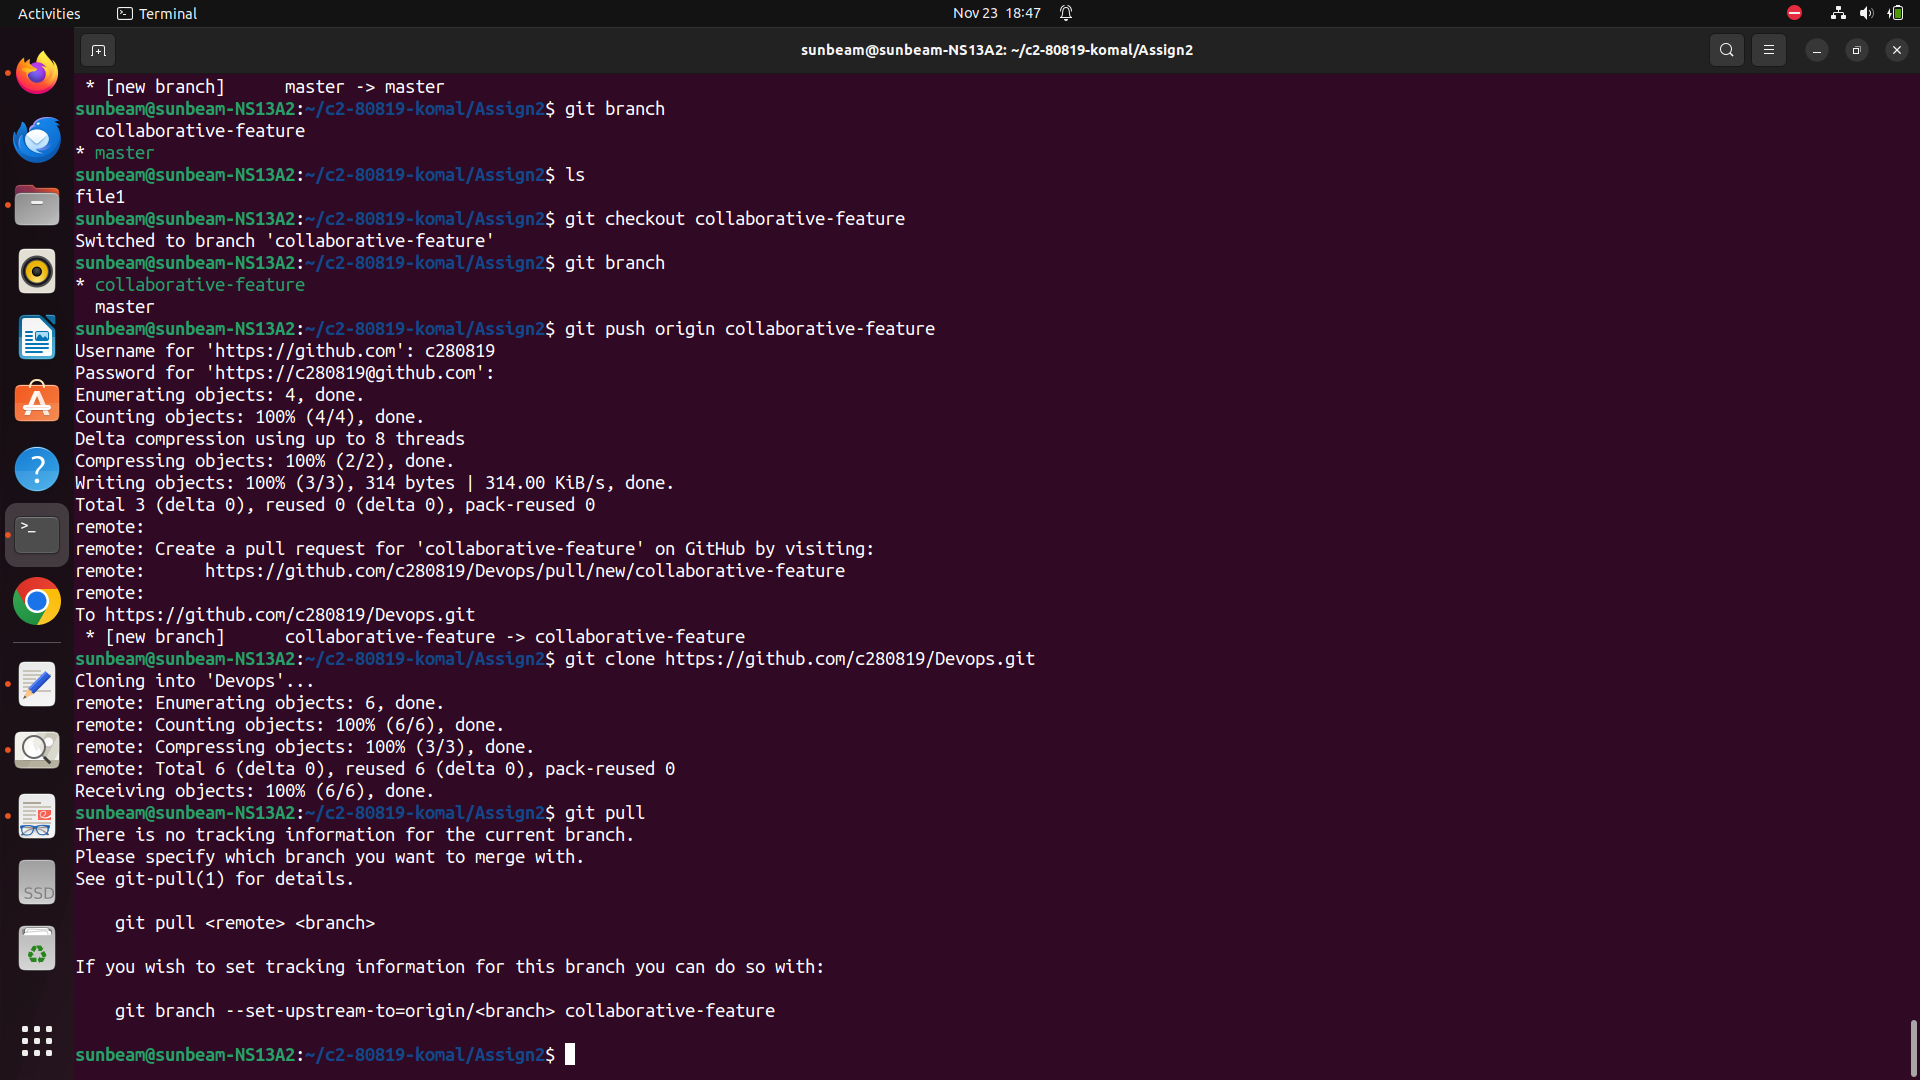 Activities
Terminal
Nov 23 18:47
sunbeam@sunbeam-NS13A2: ~/c2-80819-komal/Assign2
 * [new branch]      master -> master
sunbeam@sunbeam-NS13A2:~/c2-80819-komal/Assign2$ git branch
  collaborative-feature
* master
sunbeam@sunbeam-NS13A2:~/c2-80819-komal/Assign2$ ls
file1
sunbeam@sunbeam-NS13A2:~/c2-80819-komal/Assign2$ git checkout collaborative-feature
Switched to branch 'collaborative-feature'
sunbeam@sunbeam-NS13A2:~/c2-80819-komal/Assign2$ git branch
* collaborative-feature
  master
sunbeam@sunbeam-NS13A2:~/c2-80819-komal/Assign2$ git push origin collaborative-feature
Username for 'https://github.com': c280819
Password for 'https://c280819@github.com':
Enumerating objects: 4, done.
Counting objects: 100% (4/4), done.
Delta compression using up to 8 threads
Compressing objects: 100% (2/2), done.
Writing objects: 100% (3/3), 314 bytes | 314.00 KiB/s, done.
Total 3 (delta 0), reused 0 (delta 0), pack-reused 0
remote:
remote: Create a pull request for 'collaborative-feature' on GitHub by visiting:
remote:      https://github.com/c280819/Devops/pull/new/collaborative-feature
remote:
To https://github.com/c280819/Devops.git
 * [new branch]      collaborative-feature -> collaborative-feature
sunbeam@sunbeam-NS13A2:~/c2-80819-komal/Assign2$ git clone https://github.com/c280819/Devops.git
Cloning into 'Devops'...
remote: Enumerating objects: 6, done.
remote: Counting objects: 100% (6/6), done.
remote: Compressing objects: 100% (3/3), done.
remote: Total 6 (delta 0), reused 6 (delta 0), pack-reused 0
Receiving objects: 100% (6/6), done.
sunbeam@sunbeam-NS13A2:~/c2-80819-komal/Assign2$ git pull
There is no tracking information for the current branch.
Please specify which branch you want to merge with.
See git-pull(1) for details.
    git pull <remote> <branch>
If you wish to set tracking information for this branch you can do so with:
    git branch --set-upstream-to=origin/<branch> collaborative-feature
sunbeam@sunbeam-NS13A2:~/c2-80819-komal/Assign2$
SSD